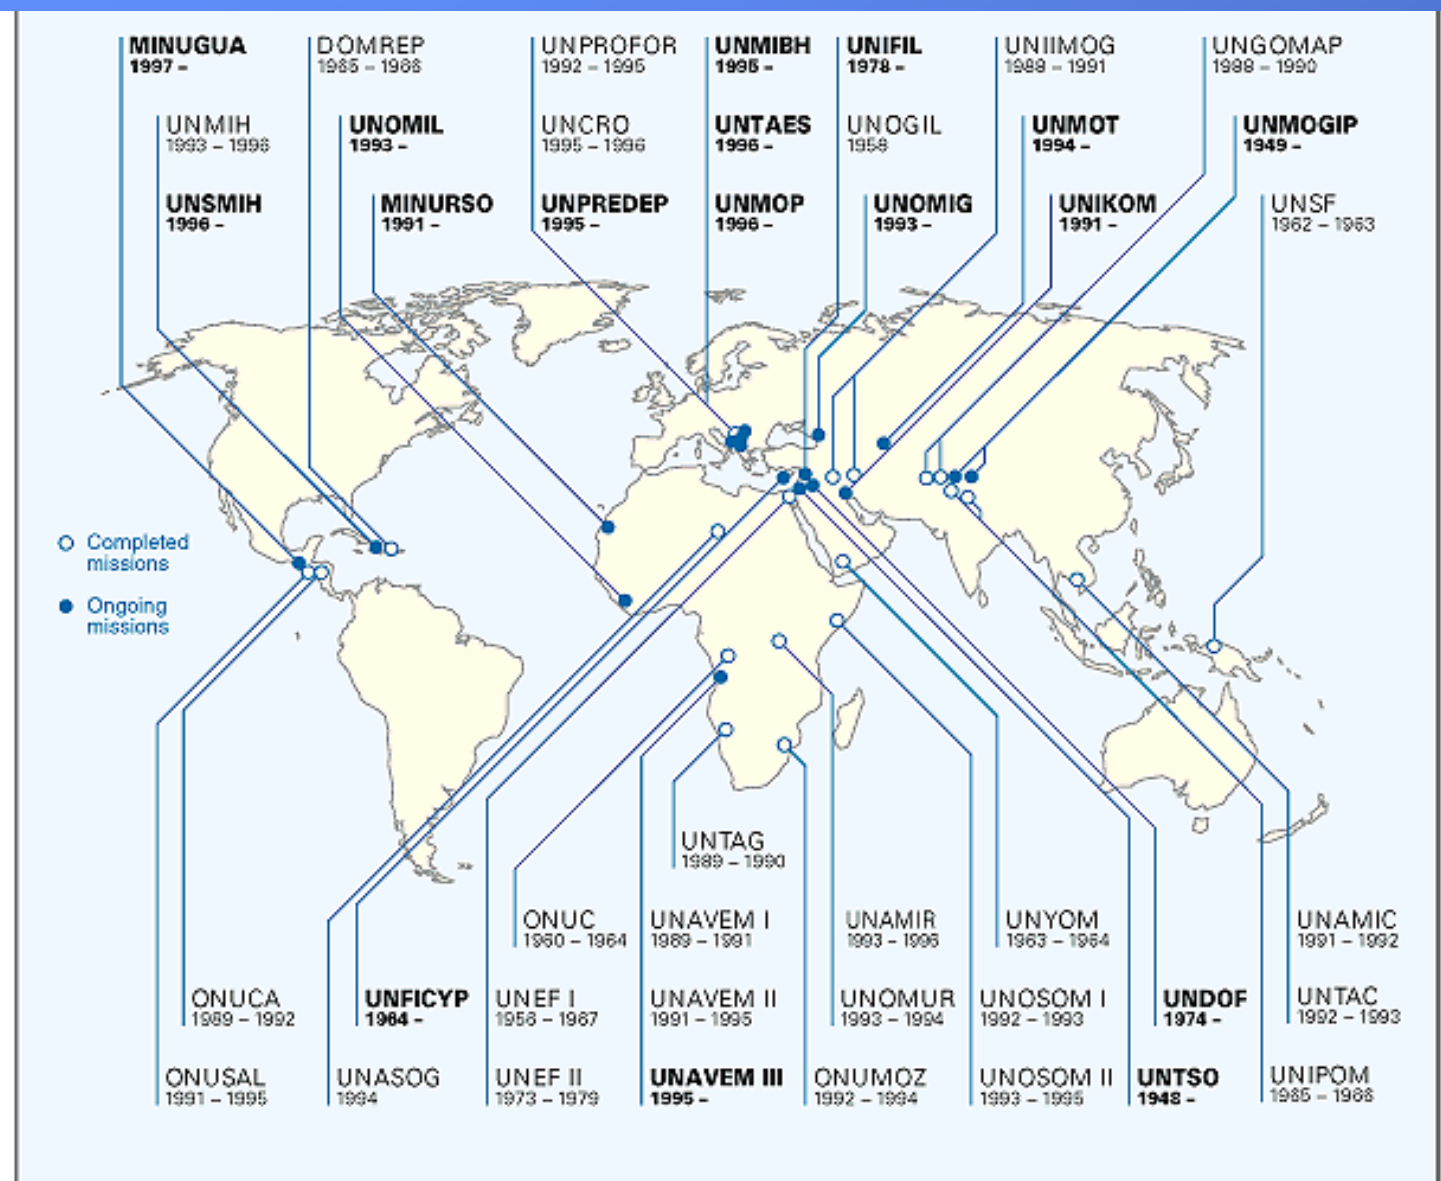 MINUGUA
1997 –
DOMREP
1965 – 1966
UNPROFOR
1992 – 1995
UNMIBH
1995 –
UNIFIL
1978 –
UNIIMOG
1988 – 1991
UNGOMAP
1988 – 1990
UNMIH
1993 – 1996
UNOMIL
1993 –
UNCRO
1995 – 1996
UNTAES
1996 –
UNOGIL
1958
UNMOT
1994 –
UNMOGIP
1949 –
UNSMIH
1996 –
MINURSO
1991 –
UNPREDEP
1995 –
UNMOP
1996 –
UNOMIG
1993 –
UNIKOM
1991 –
UNSF
1962 – 1963
Completed
missions
Ongoing
missions
UNTAG
1989 – 1990
ONUC
1960 – 1964
UNAVEM I
1989 – 1991
UNAMIR
1993 – 1996
UNYOM
1963 – 1964
UNAMIC
1991 – 1992
ONUCA
1989 – 1992
UNFICYP
1964 –
UNEF I
1956 – 1967
UNAVEM II
1991 – 1995
UNOMUR
1993 – 1994
UNOSOM I
1992 – 1993
UNDOF
1974 –
UNTAC
1992 – 1993
ONUSAL
1991 – 1995
UNASOG
1994
UNEF II
1973 – 1979
UNAVEM III
1995 –
ONUMOZ
1992 – 1994
UNOSOM II
1993 – 1995
UNTSO
1948 –
UNIPOM
1965 – 1966